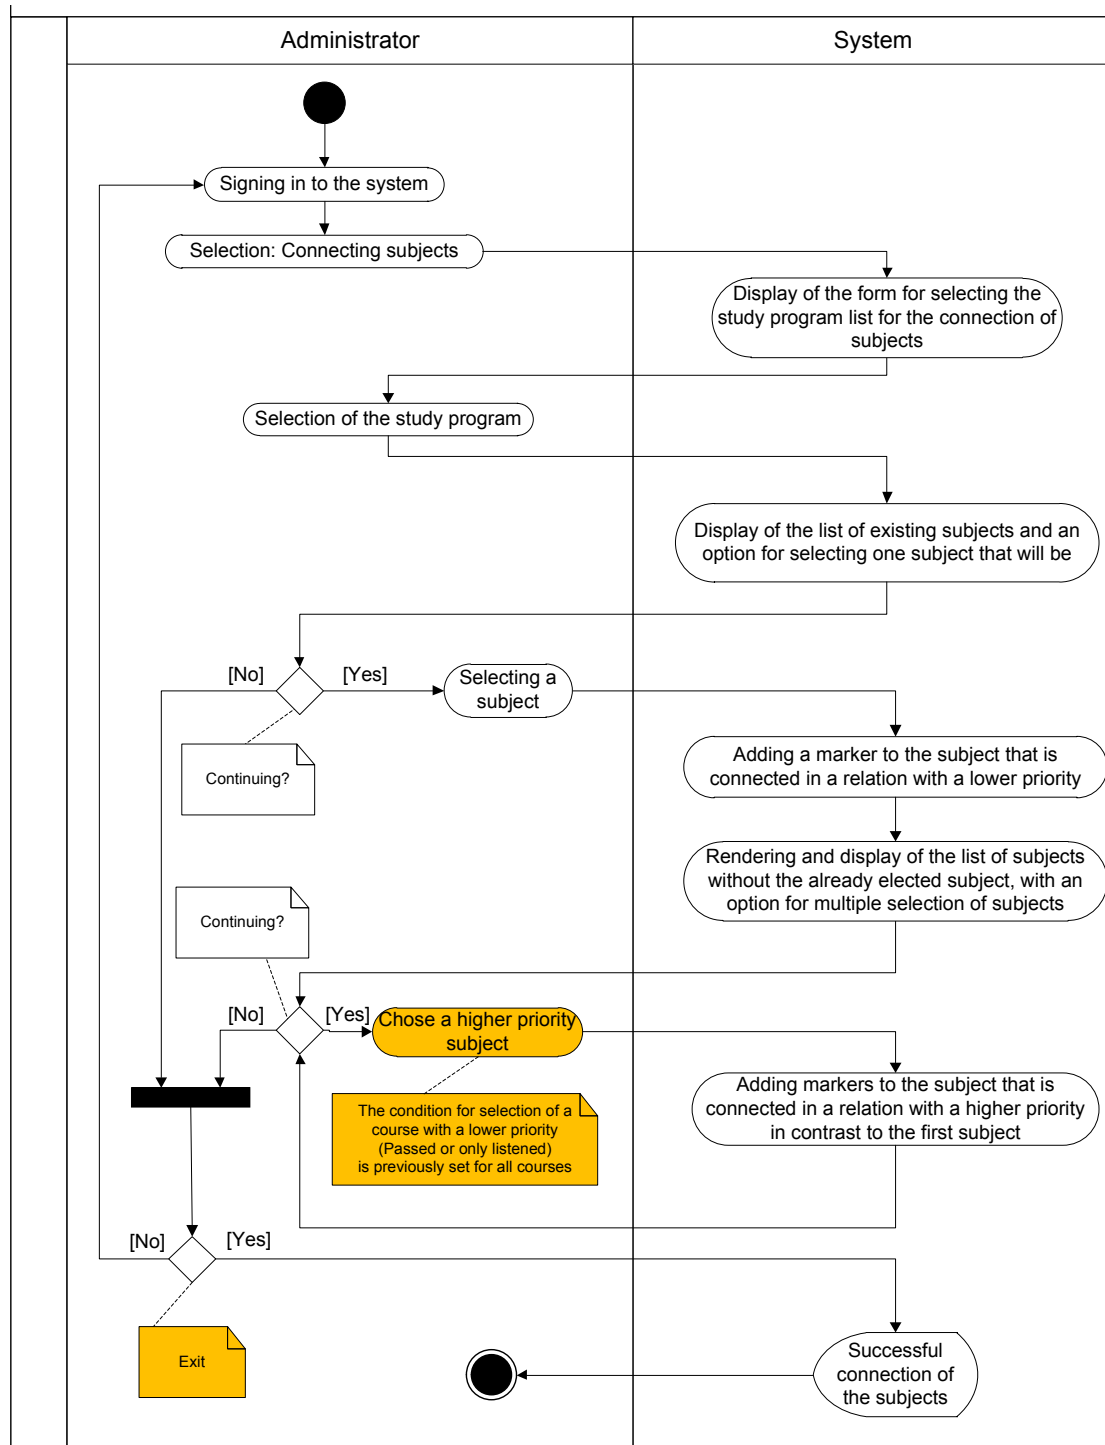 Administrator
System
Signing in to the system
Selection: Connecting subjects
Display of the form for selecting the
study program list for the connection of
subjects
Selection of the study program
Display of the list of existing subjects and an
option for selecting one subject that will be
[No]
[Yes]
Selecting a
subject
Continuing?
Adding a marker to the subject that is
connected in a relation with a lower priority
Rendering and display of the list of subjects
without the already elected subject, with an
option for multiple selection of subjects
Continuing?
[No]
[Yes]
Chose a higher priority
subject
The condition for selection of a
course with a lower priority
(Passed or only listened)
is previously set for all courses
Adding markers to the subject that is
connected in a relation with a higher priority
in contrast to the first subject
[No]
[Yes]
Exit
Successful
connection of
the subjects